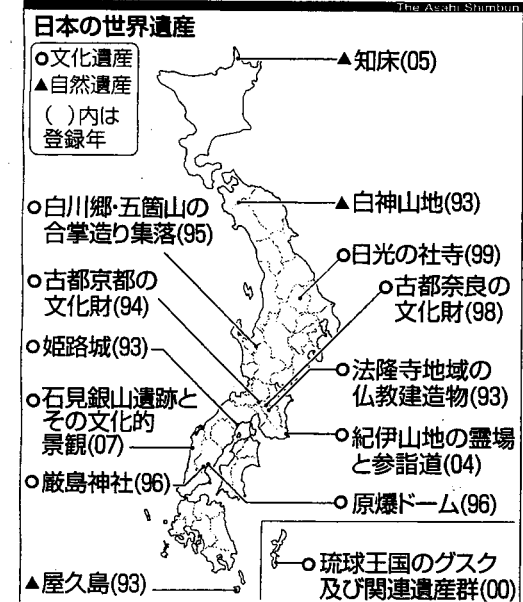 The Asahi Shimbun
日本の世界遺産
○文化遺産
▲自然遺産
( )内は
登録年
▲知床(05)
▲白神山地(93)
○白川郷・五箇山の
合掌造り集落(95)
○日光の社寺(99)
○古都京都の
文化財(94)
○古都奈良の
文化財(98)
○姫路城(93)
○法隆寺地域の
仏教建造物
(93)
○石見銀山遺跡と
その文化的
景観(07)
○紀伊山地の霊場
と参詣道(04)
○厳島神社(96)
○原爆ドーム(96)
▲屋久島(93)
○琉球王国のグスク
及び関連遺産群(00)